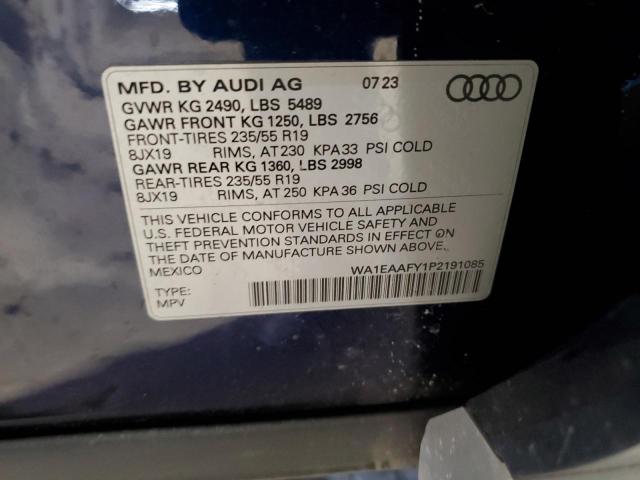 MFD. BY AUDI AG 07 23
GVWR KG 2490, LBS 5489
GAWR FRONT KG 1250, LBS 2756
FRONT-TIRES 235/55 R19
8JX19 RIMS, AT 230 KPA 33 PSI COLD
GAWR REAR KG 1360, LBS 2998
REAR-TIRES 235/55 R19
8JX19 RIMS, AT 250 KPA 36 PSI COLD
THIS VEHICLE CONFORMS TO ALL APPLICABLE
U.S. FEDERAL MOTOR VEHICLE SAFETY AND
THEFT PREVENTION STANDARDS IN EFFECT ON
THE DATE OF MANUFACTURE SHOWN ABOVE.
MEXICO WA1EAAFY1P2191085
TYPE:
MPV